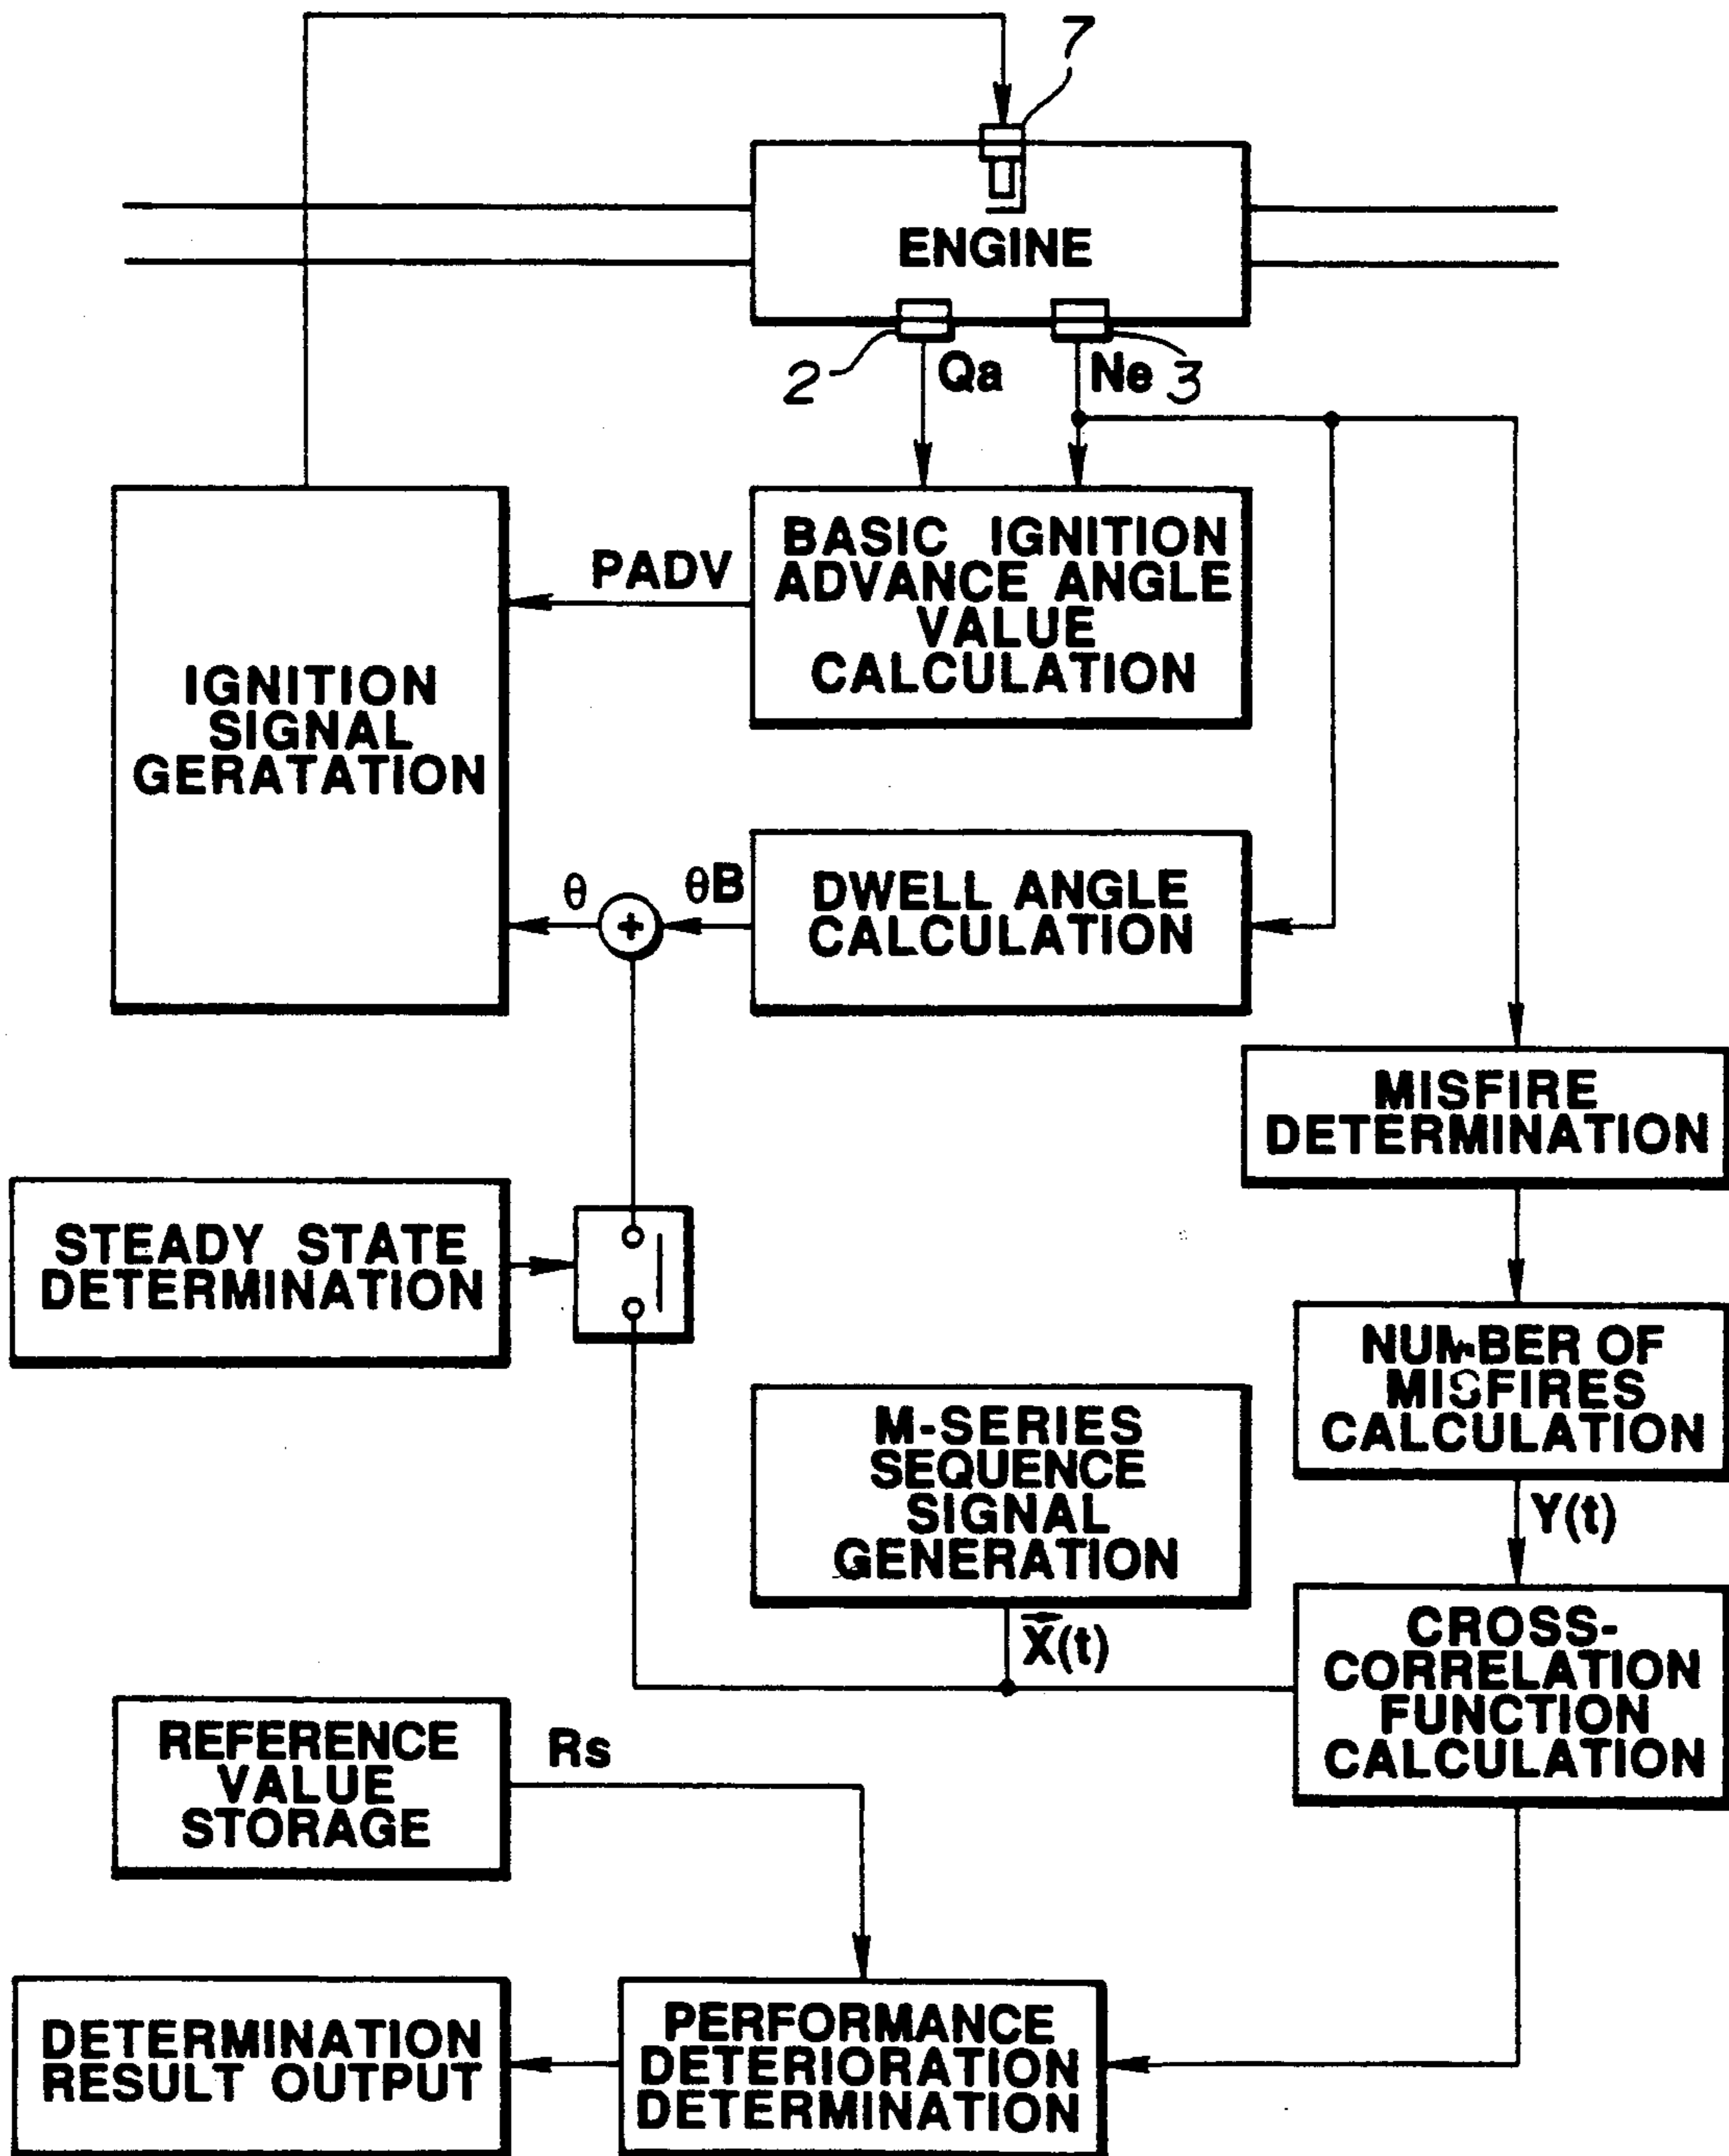 7
ENGINE
2
Qa
Ne
3
BASIC IGNITION
ADVANCE ANGLE
VALUE
CALCULATION
PADV
IGNITION
SIGNAL
GERATATION
θ
+
θB
DWELL ANGLE
CALCULATION
MISFIRE
DETERMINATION
STEADY STATE
DETERMINATION
NUMBER OF
MISFIRES
CALCULATION
M-SERIES
SEQUENCE
SIGNAL
GENERATION
Y(t)
X⃗(t)
CROSS-
CORRELATION
FUNCTION
CALCULATION
REFERENCE
VALUE
STORAGE
Rs
DETERMINATION
RESULT OUTPUT
PERFORMANCE
DETERIORATION
DETERMINATION